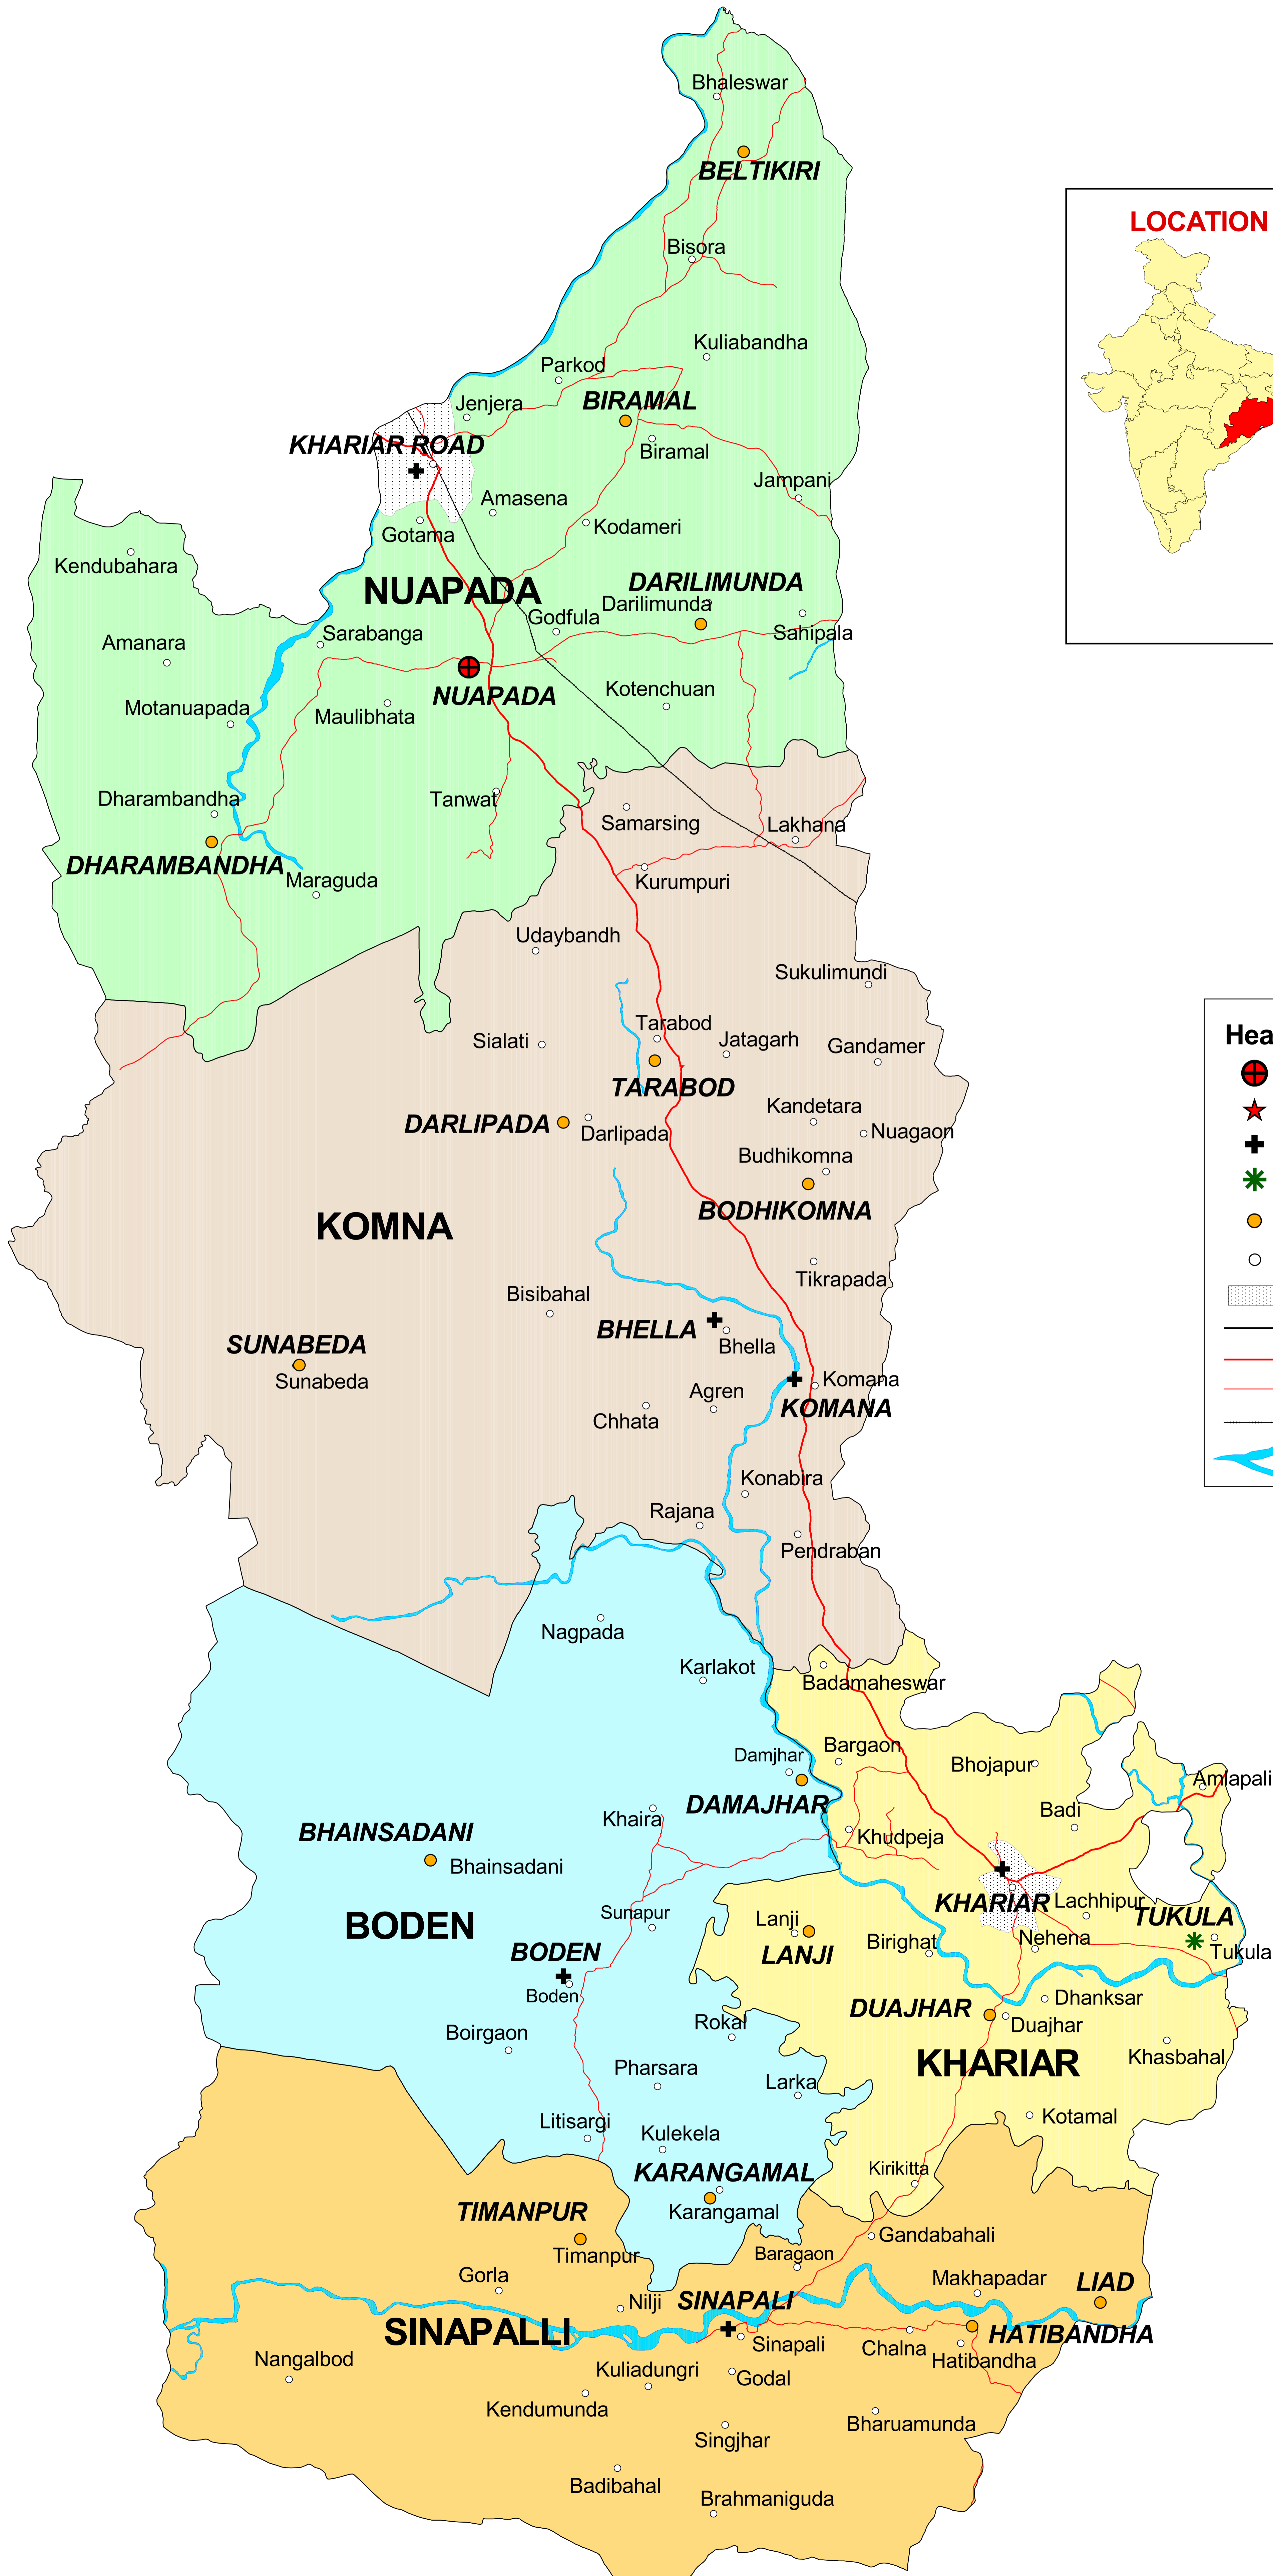 Bhaleswar
BELTIKIRI
LOCATION
Bisora
Kuliabandha
Parkod
BIRAMAL
Jenjera
KHARIAR ROAD
Biramal
Jampani
Amasena
Kodameri
Gotama
Kendubahara
NUAPADA
DARILIMUNDA
Darilimunda
Godfula
Sarabanga
Sahipala
Amanara
Kotenchuan
NUAPADA
Motanuapada
Maulibhata
Dharambandha
Tanwat
Samarsing
Lakhana
DHARAMBANDHA
Maraguda
Kurumpuri
Udaybandh
Sukulimundi
Tarabod
Hea
Sialati
Jatagarh
Gandamer
TARABOD
Kandetara
DARLIPADA
Darlipada
Nuagaon
Budhikomna
BODHIKOMNA
KOMNA
Tikrapada
Bisibahal
BHELLA
SUNABEDA
Bhella
Sunabeda
Komana
Agren
KOMANA
Chhata
Konabira
Rajana
Pendraban
Nagpada
Karlakot
Badamaheswar
Bargaon
Damjhar
Bhojapur
Amlapali
DAMAJHAR
Badi
Khaira
BHAINSADANI
Khudpeja
Bhainsadani
KHARIAR
Lachhipur
Sunapur
Lanji
TUKULA
BODEN
Birighat
Nehena
BODEN
LANJI
Tukula
Boden
Dhanksar
DUAJHAR
Duajhar
Rokal
Boirgaon
KHARIAR
Khasbahal
Pharsara
Larka
Litisargi
Kotamal
Kulekela
Kirikitta
KARANGAMAL
TIMANPUR
Karangamal
Gandabahali
Timanpur
Baragaon
Gorla
Makhapadar
LIAD
Nilji
SINAPALI
SINAPALLI
HATIBANDHA
Sinapali
Chalna
Nangalbod
Hatibandha
Kuliadungri
Godal
Kendumunda
Bharuamunda
Singjhar
Badibahal
Brahmaniguda